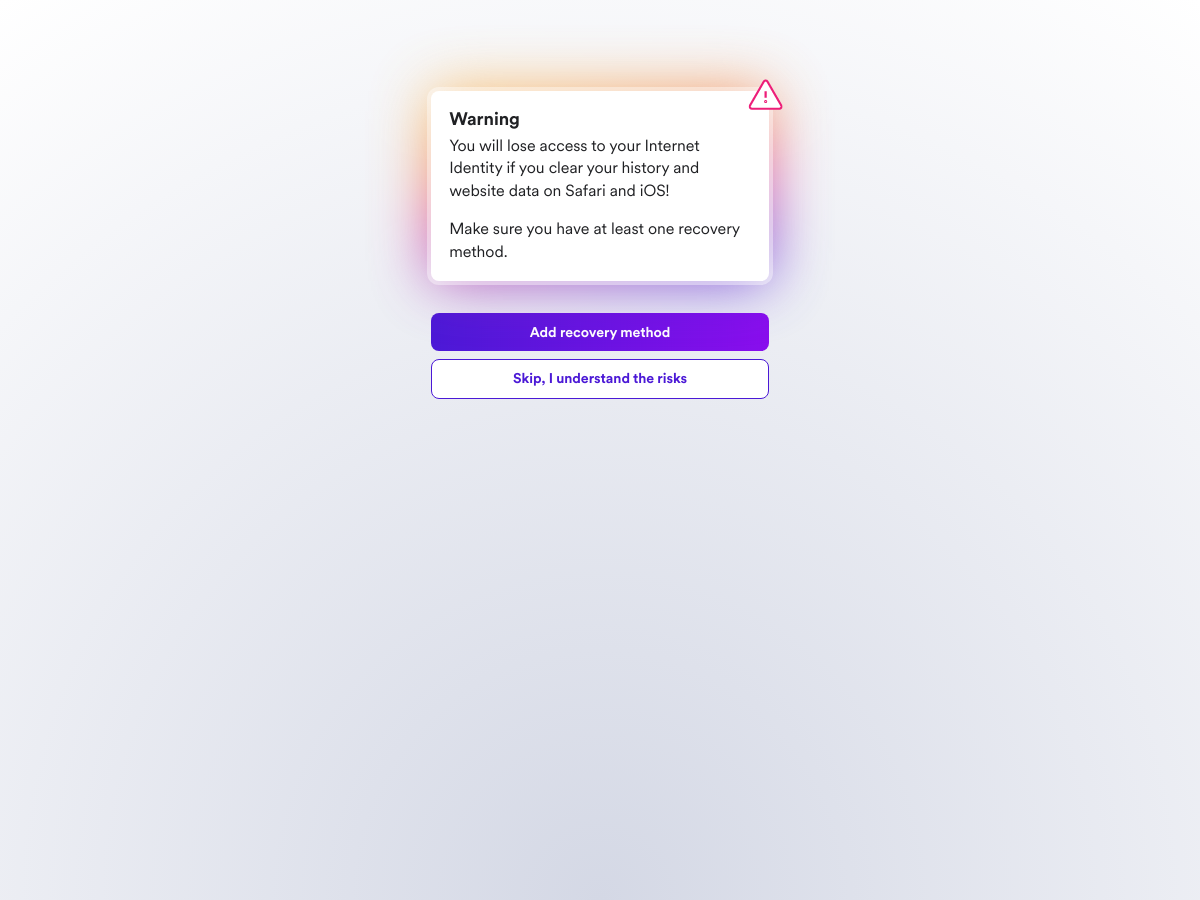 Warning
You will lose access to your Internet
Identity if you clear your history and
website data on Safari and iOS!
Make sure you have at least one recovery
method.
Add recovery method
Skip, I understand the risks